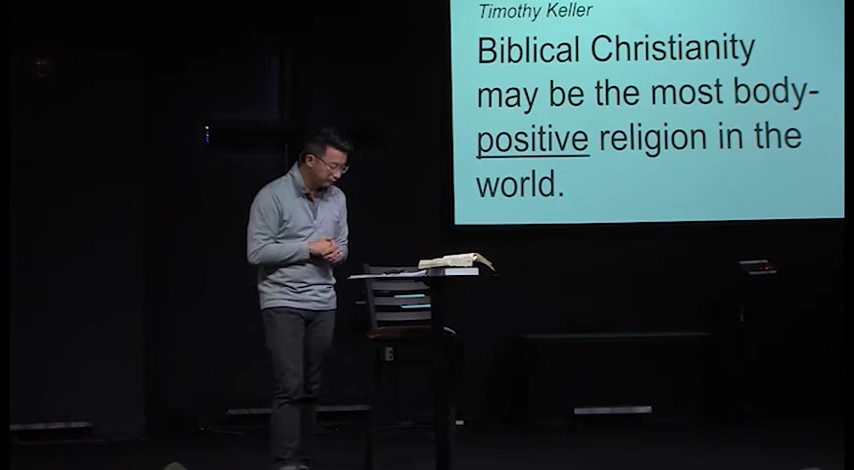 Timothy Keller
Biblical Christianity
may be the most body-
positive religion in the
world.